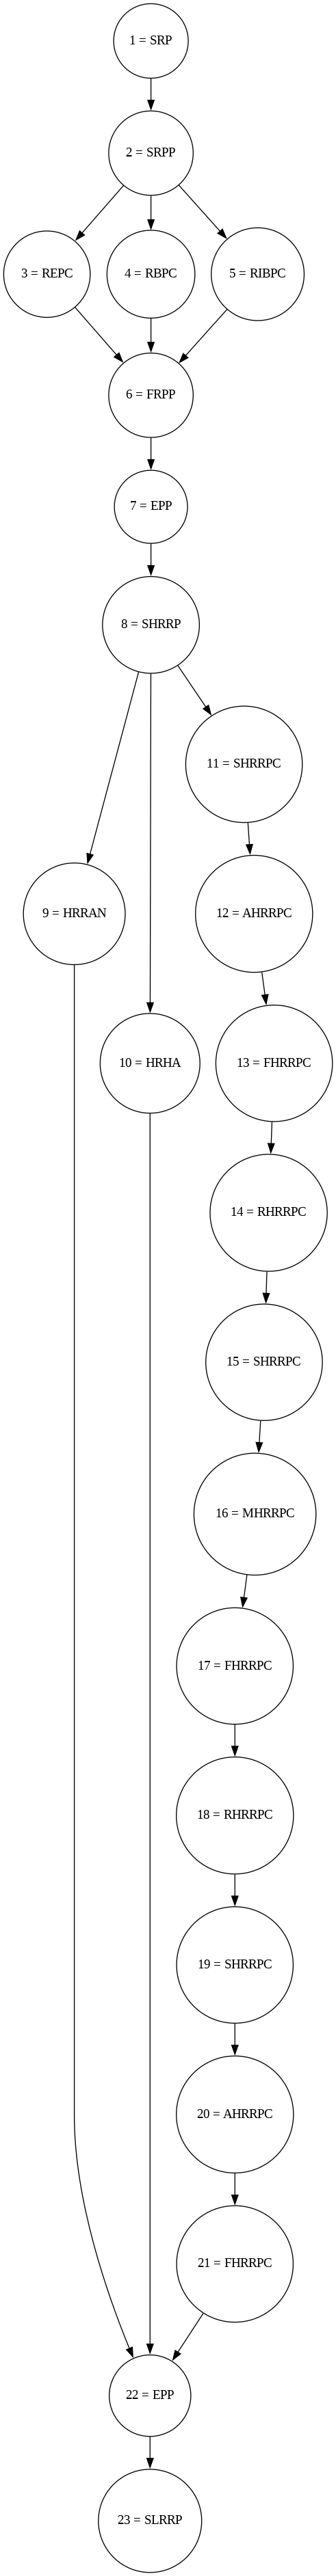 1 = SRP
2 = SRPP
3 = REPC
4 = RBPC
5 = RIBPC
6 = FRPP
7 = EPP
8 = SHRRP
11 = SHRRPC
9 = HRRAN
12 = AHRRPC
10 = HRHA
13 = FHRRPC
14 = RHRRPC
15 = SHRRPC
16 = MHRRPC
17 = FHRRPC
18 = RHRRPC
19 = SHRRPC
20 = AHRRPC
21 = FHRRPC
22 = EPP
23 = SLRRP